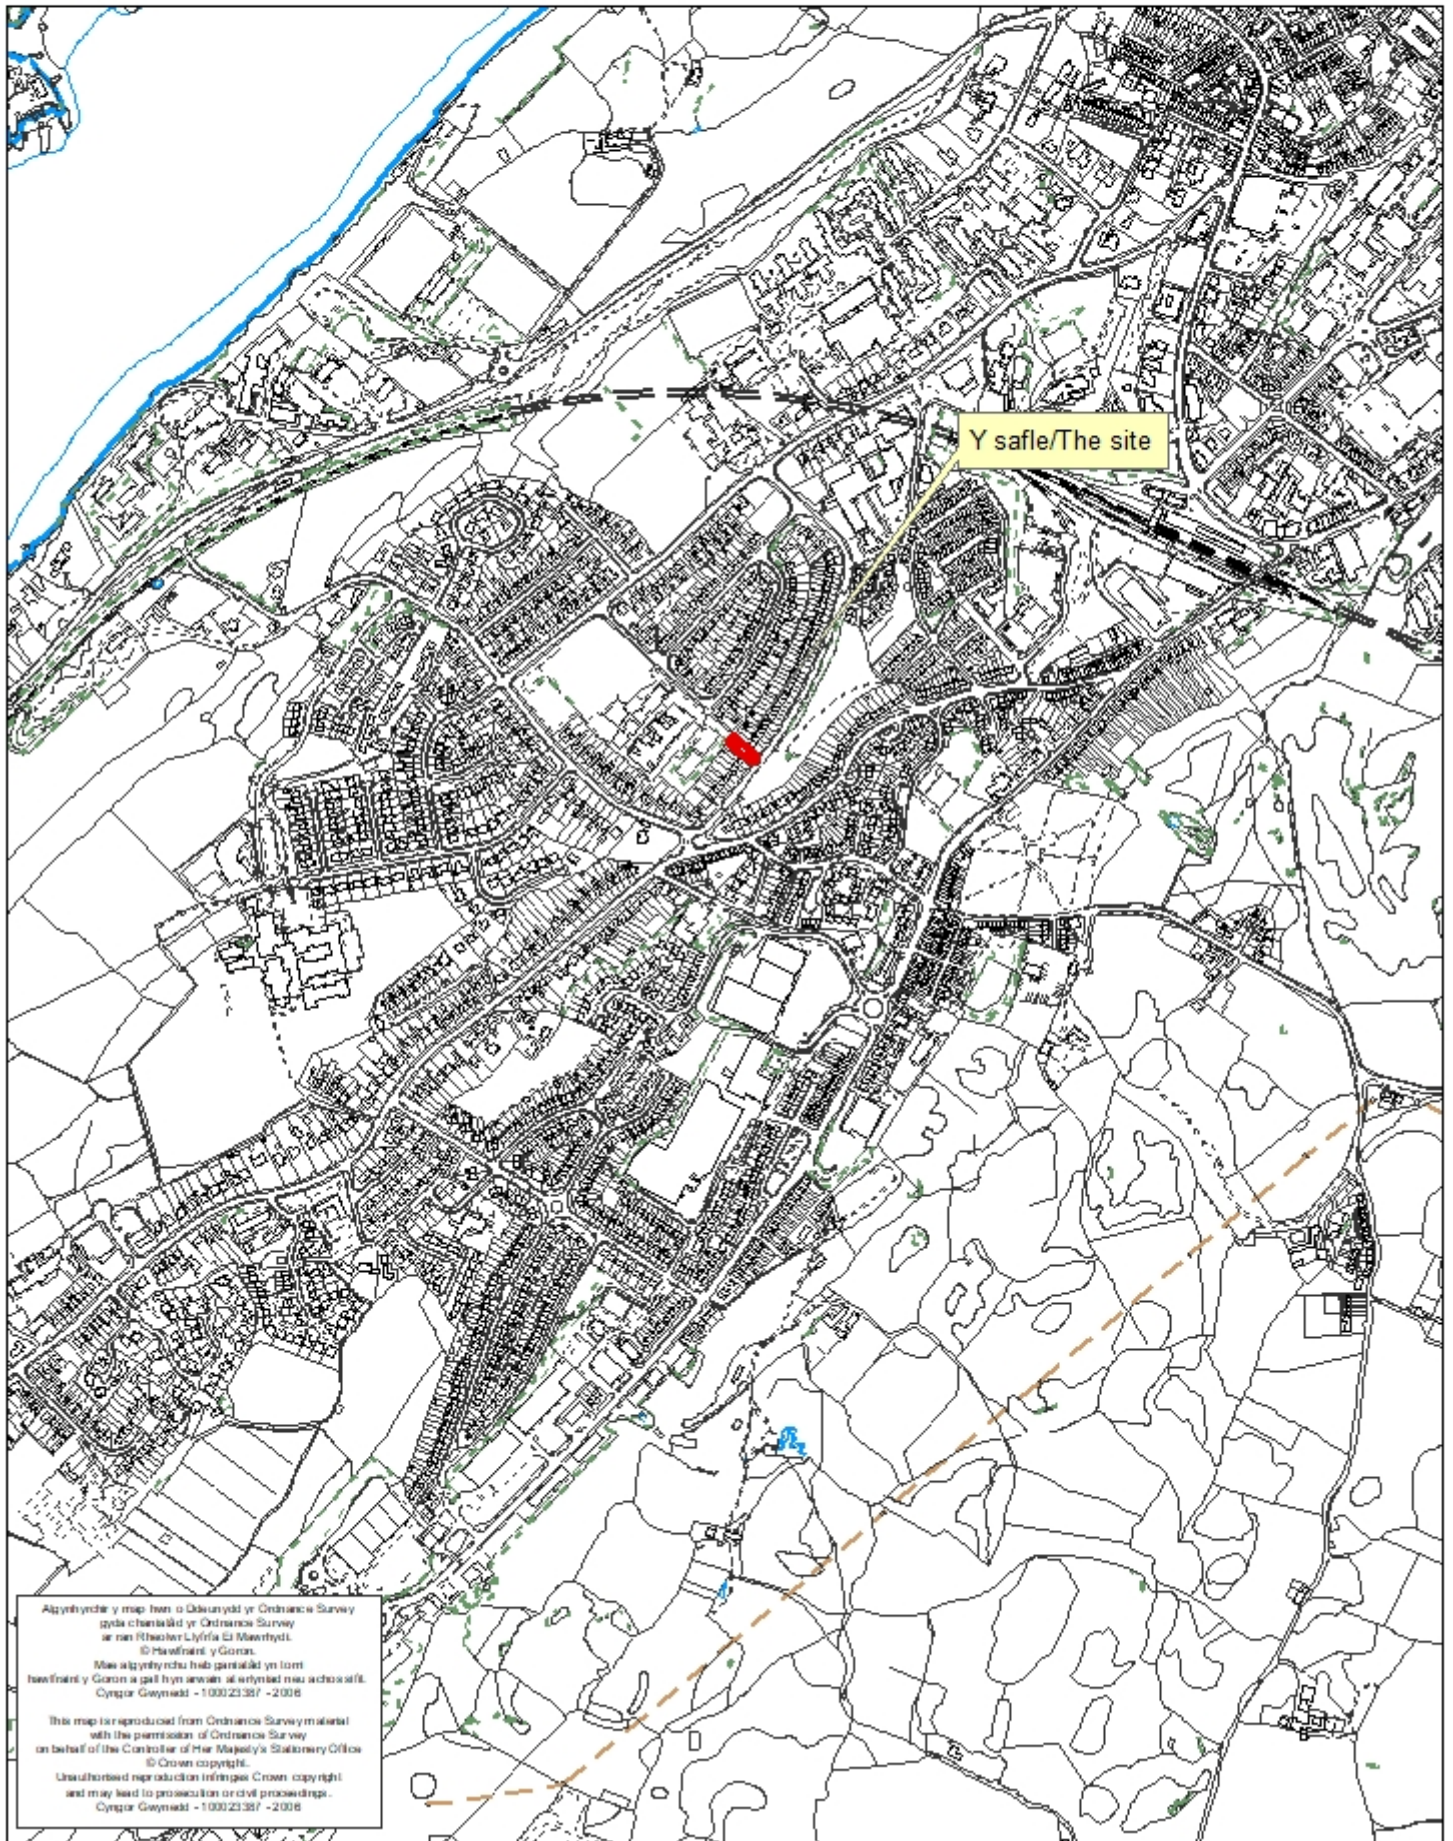 Y safle/The site
Algynhyrchir y map hwn o Ddeunydd yr Ordnance Survey
gyda chaniatâd yr Ordnance Survey
ar ran Rheolwr Llyfrfa Ei Mawrhydi.
© Hawlfraint y Goron.
Mae algynhyrchu heb ganiatâd yn torri
hawlfraint y Goron a gall hyn arwain at erlyniad neu achos sifil.
Cyngor Gwynedd - 100023387 - 2006
This map is reproduced from Ordnance Survey material
with the permission of Ordnance Survey
on behalf of the Controller of Her Majesty's Stationery Office
© Crown copyright.
Unauthorised reproduction infringes Crown copyright
and may lead to prosecution or civil proceedings.
Cyngor Gwynedd - 100023387 - 2006